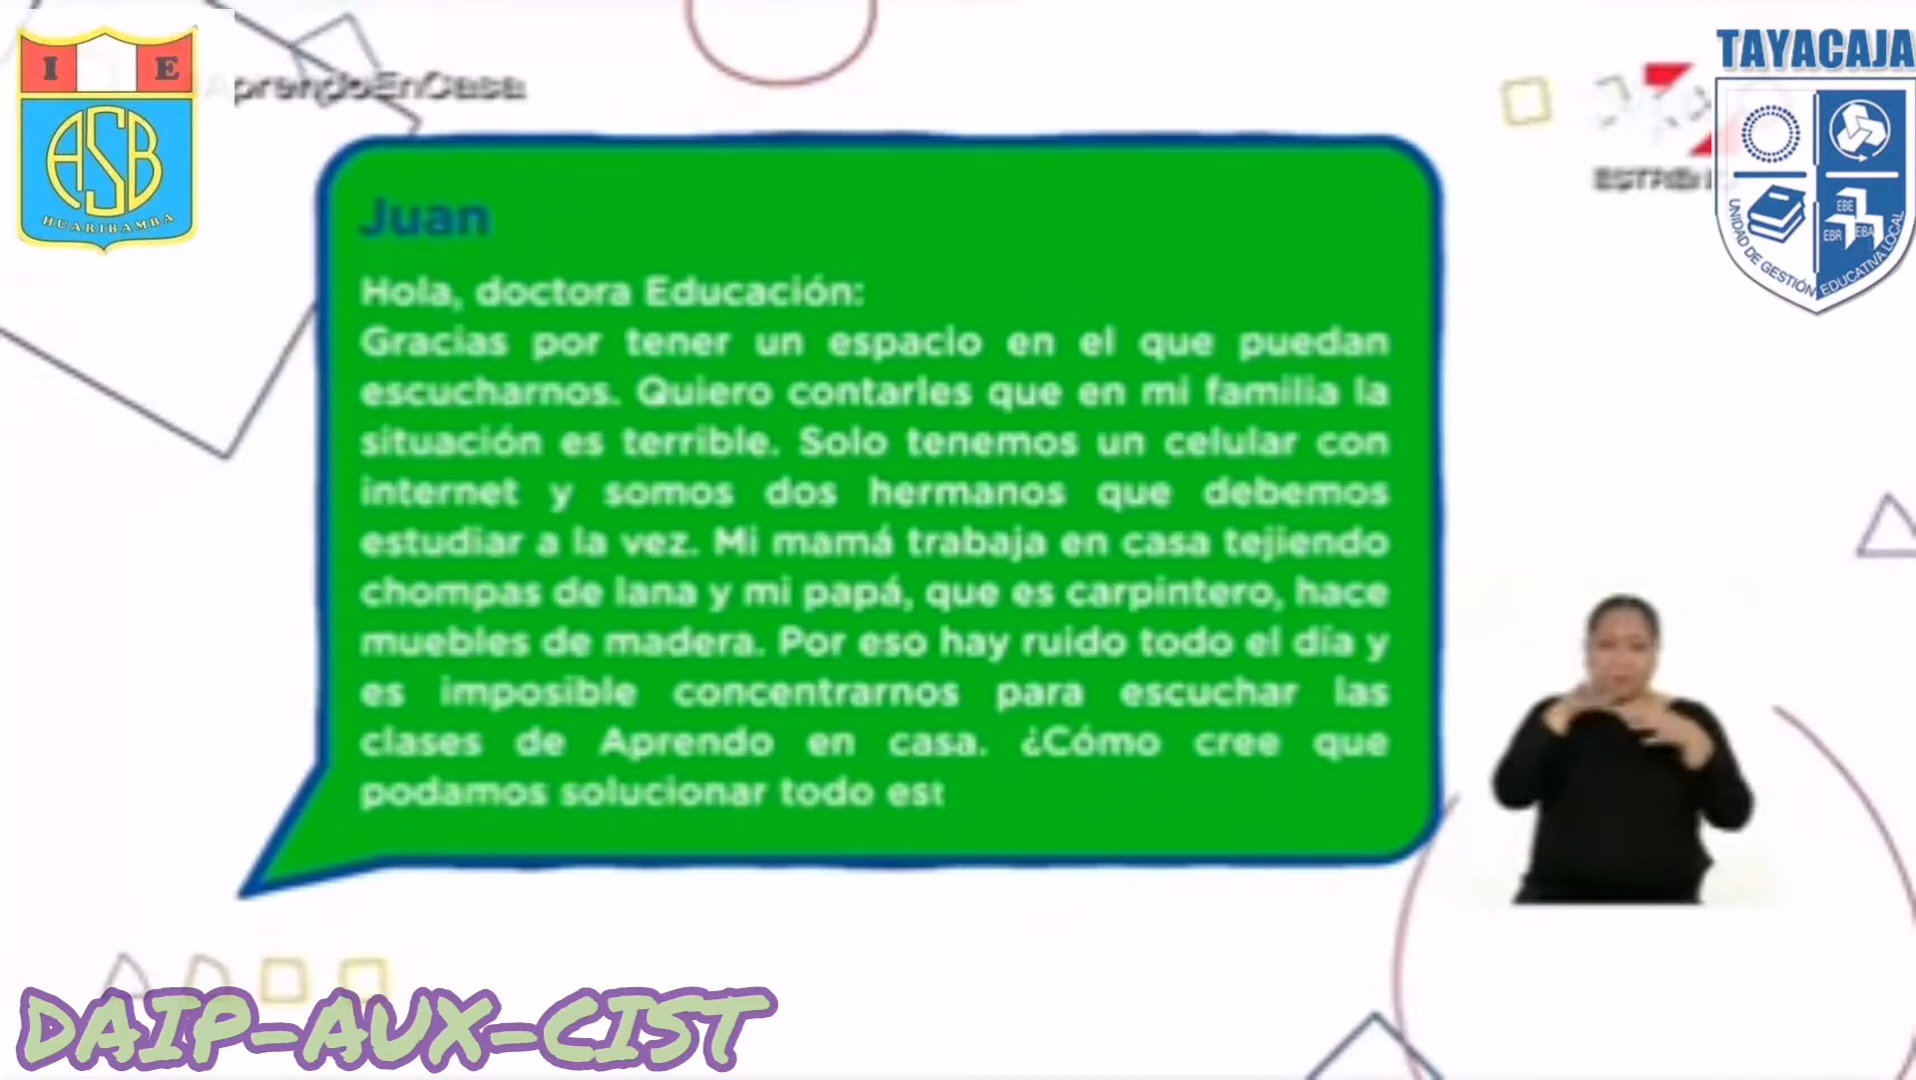 I E
ASB
HUARIBAMBA
AprendoEnCasa
TAYACAJA
EBE
EBR EBA
UNIDAD DE GESTIÓN EDUCATIVA LOCAL
Juan
Hola, doctora Educación:
Gracias por tener un espacio en el que puedan
escucharnos. Quiero contarles que en mi familia la
situación es terrible. Solo tenemos un celular con
internet y somos dos hermanos que debemos
estudiar a la vez. Mi mamá trabaja en casa tejiendo
chompas de lana y mi papá, que es carpintero, hace
muebles de madera. Por eso hay ruido todo el día y
es imposible concentrarnos para escuchar las
clases de Aprendo en casa. ¿Cómo cree que
podamos solucionar todo est
DAIP-AUX-CIST